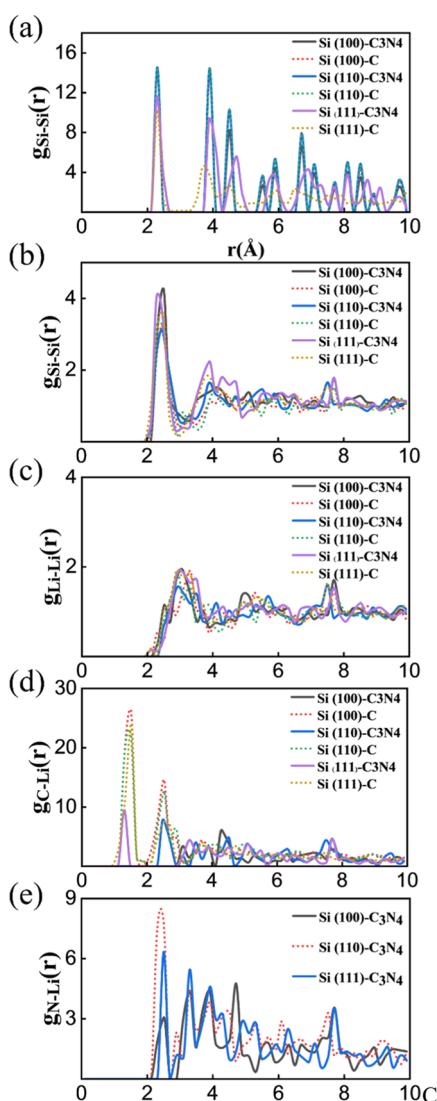 (a)
16
12
8
4
gSi-Si(r)
Si (100)-C3N4
Si (100)-C
Si (110)-C3N4
Si (110)-C
Si (111)-C3N4
Si (111)-C
0 2 4 6 8 10
r(Å)
(b)
4
2
gSi-Si(r)
Si (100)-C3N4
Si (100)-C
Si (110)-C3N4
Si (110)-C
Si (111)-C3N4
Si (111)-C
0 2 4 6 8 10
(c)
4
2
gLi-Li(r)
Si (100)-C3N4
Si (100)-C
Si (110)-C3N4
Si (110)-C
Si (111)-C3N4
Si (111)-C
0 2 4 6 8 10
(d)
30
20
10
gC-Li(r)
Si (100)-C3N4
Si (100)-C
Si (110)-C3N4
Si (110)-C
Si (111)-C3N4
Si (111)-C
0 2 4 6 8 10
(e)
9
6
3
gN-Li(r)
Si (100)-C₃N₄
Si (110)-C₃N₄
Si (111)-C₃N₄
0 2 4 6 8 10 C